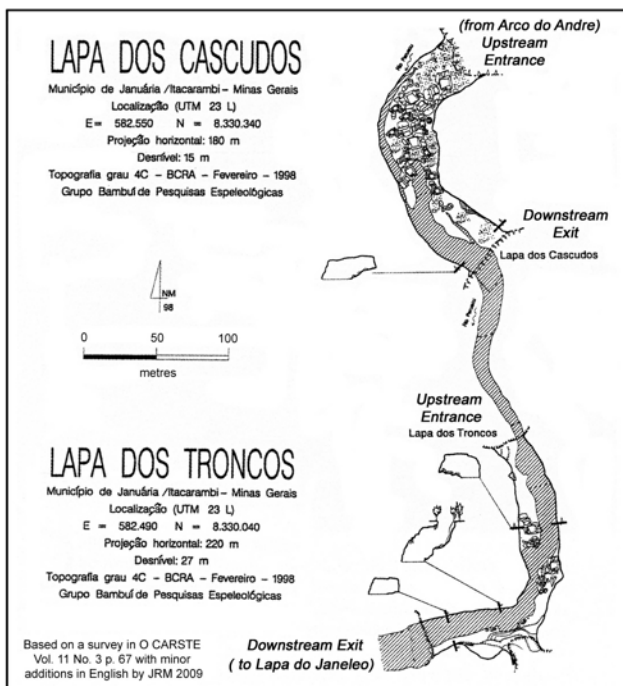 LAPA DOS CASCUDOS
Município de Januária /Itacarambi- Minas Gerais
Localização (UTM 23 L)
E= 582.550 N = 8.330.340
Projeção horizontal: 180 m
Desnível: 15 m
Topografia grau 4C - BCRA - Fevereiro - 1998
Grupo Bambuí de Pesquisas Espeleológicas
(from Arco do Andre)
Upstream
Entrance
Rio Peruaçu
Downstream
Exit
Lapa dos Cascudos
NM
98
0 50 100
metres
Rio Peruaçu
Upstream
Entrance
Lapa dos Troncos
LAPA DOS TRONCOS
Município de Januária /Itacarambi- Minas Gerais
Localização (UTM 23 L)
E = 582.490 N = 8.330.040
Projeção horizontal: 220 m
Desnível: 27 m
Topografia grau 4C - BCRA - Fevereiro - 1998
Grupo Bambuí de Pesquisas Espeleológicas
Based on a survey in O CARSTE
Vol. 11 No. 3 p. 67 with minor
additions in English by JRM 2009
Downstream Exit
( to Lapa do Janeleo)